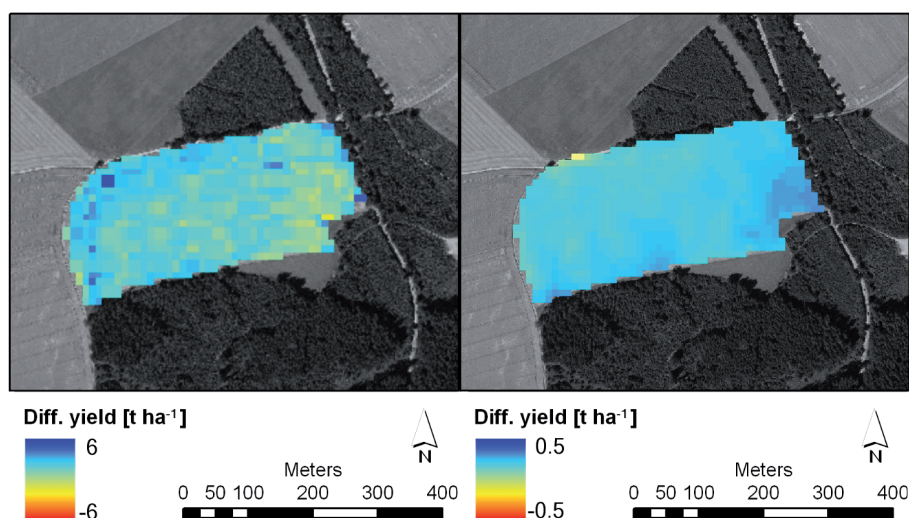 Diff. yield [t ha-1]
6
-6
N
Meters
0 50 100 200 300 400
Diff. yield [t ha-1]
0.5
-0.5
N
Meters
0 50 100 200 300 400